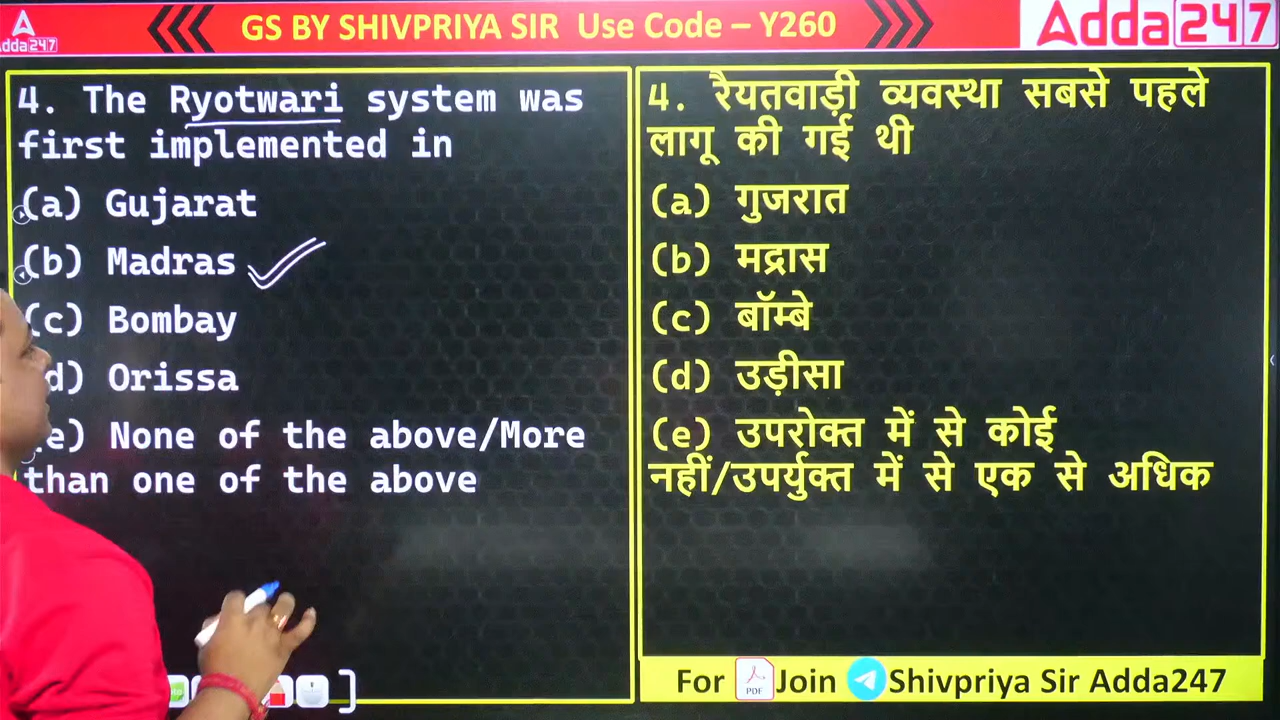 GS BY SHIVPRIYA SIR Use Code – Y260
Adda247
Adda247
4. The Ryotwari system was
first implemented in
(a) Gujarat
(b) Madras
(c) Bombay
d) Orissa
e) None of the above/More
than one of the above
4. रैयतवाड़ी व्यवस्था सबसे पहले
लागू की गई थी
(a) गुजरात
(b) मद्रास
(c) बॉम्बे
(d) उड़ीसा
(e) उपरोक्त में से कोई
नहीं/उपर्युक्त में से एक से अधिक
For PDF Join Shivpriya Sir Adda247